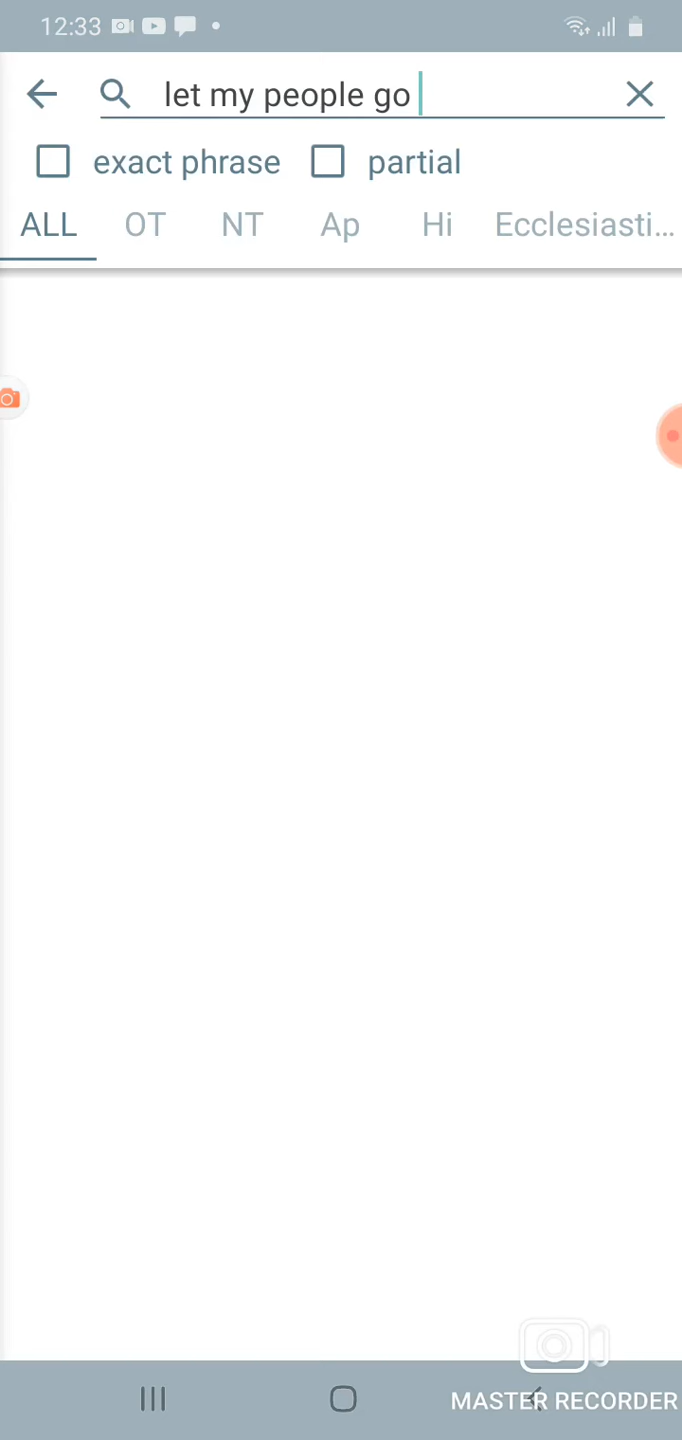 12:33
let my people go
exact phrase partial
ALL OT NT Ap Hi Ecclesiasti...
MASTER RECORDER